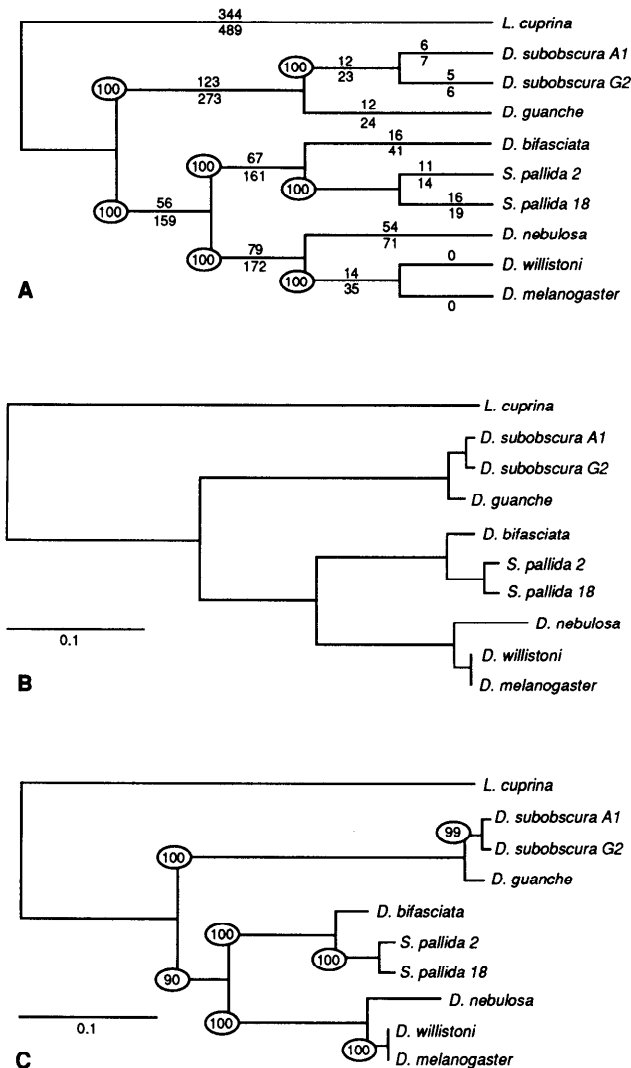 344
489
L. cuprina
100
123
273
100
12
23
6
7
D. subobscura A1
5
6
D. subobscura G2
12
24
D. guanche
100
56
159
100
67
161
16
41
D. bifasciata
100
11
14
S. pallida 2
16
19
S. pallida 18
100
79
172
54
71
D. nebulosa
100
14
35
0
D. willistoni
0
D. melanogaster
A
L. cuprina
D. subobscura A1
D. subobscura G2
D. guanche
D. bifasciata
S. pallida 2
S. pallida 18
D. nebulosa
D. willistoni
D. melanogaster
0.1
B
L. cuprina
99
D. subobscura A1
D. subobscura G2
100
D. guanche
100
D. bifasciata
100
S. pallida 2
S. pallida 18
90
100
D. nebulosa
100
D. willistoni
D. melanogaster
0.1
C